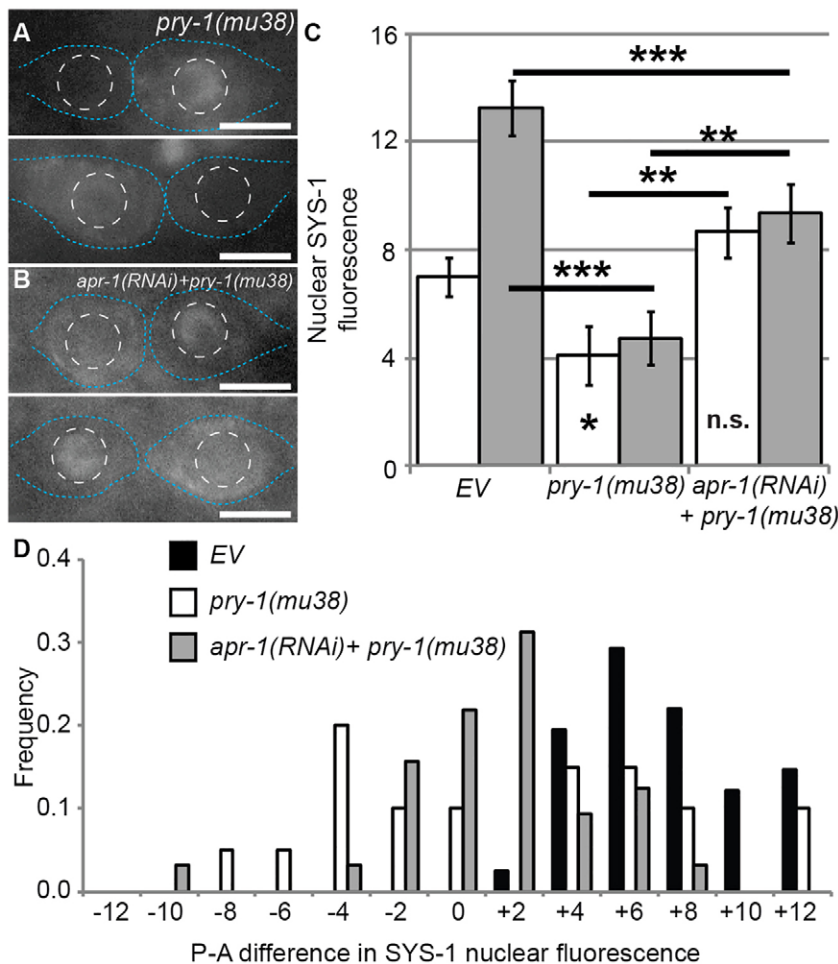 A
pry-1(mu38)
B
apr-1(RNAi)+pry-1(mu38)
C
Nuclear SYS-1
fluorescence
16
12
8
4
0
***
**
**
***
*
n.s.
EV
pry-1(mu38)
apr-1(RNAi)
+ pry-1(mu38)
D
EV
pry-1(mu38)
apr-1(RNAi)+ pry-1(mu38)
Frequency
0.4
0.3
0.2
0.1
0.0
-12 -10 -8 -6 -4 -2 0 +2 +4 +6 +8 +10 +12
P-A difference in SYS-1 nuclear fluorescence